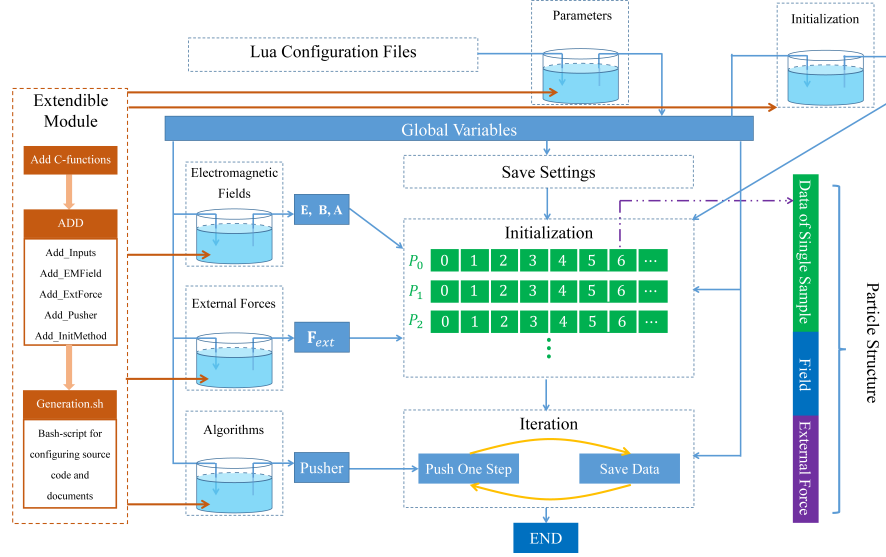 Parameters
Initialization
Lua Configuration Files
Extendible
Module
Global Variables
Add C-functions
Electromagnetic
Fields
E, B, A
Save Settings
ADD
Add_Inputs
Add_EMField
Add_ExtForce
Add_Pusher
Add_InitMethod
Initialization
P0 0 1 2 3 4 5 6 ⋯
P1 0 1 2 3 4 5 6 ⋯
P2 0 1 2 3 4 5 6 ⋯
External Forces
Fext
Generation.sh
Bash-script for
configuring source
code and
documents
Algorithms
Pusher
Iteration
Push One Step
Save Data
END
Data of Single Sample
Field
External Force
Particle Structure